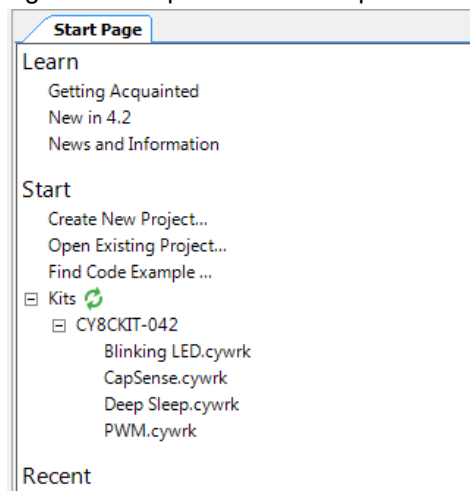 Start Page
Learn
Getting Acquainted
New in 4.2
News and Information
Start
Create New Project...
Open Existing Project...
Find Code Example ...
Kits
CY8CKIT-042
Blinking LED.cywrk
CapSense.cywrk
Deep Sleep.cywrk
PWM.cywrk
Recent